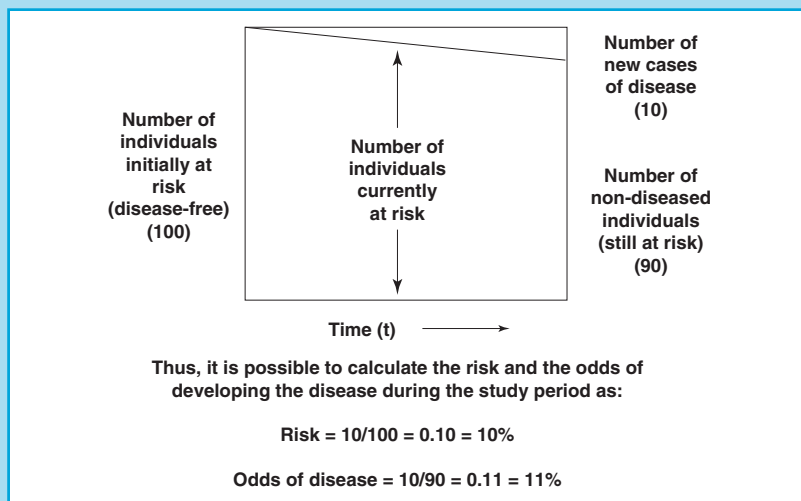 Number of
individuals
initially at
risk
(disease-free)
(100)
Number of
individuals
currently
at risk
Number of
new cases
of disease
(10)
Number of
non-diseased
individuals
(still at risk)
(90)
Time (t)
Thus, it is possible to calculate the risk and the odds of
developing the disease during the study period as:
Risk = 10/100 = 0.10 = 10%
Odds of disease = 10/90 = 0.11 = 11%